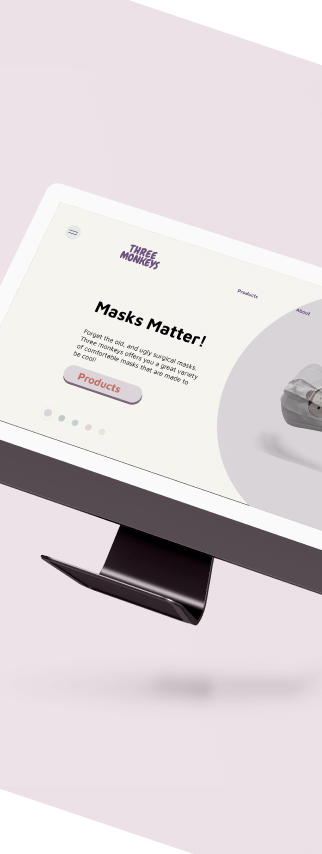 THREE
MONKEYS
Products
About
Masks Matter!
Forget the old, and ugly surgical masks.
Three monkeys offers you a great variety
of comfortable masks that are made to
be cool!
Products